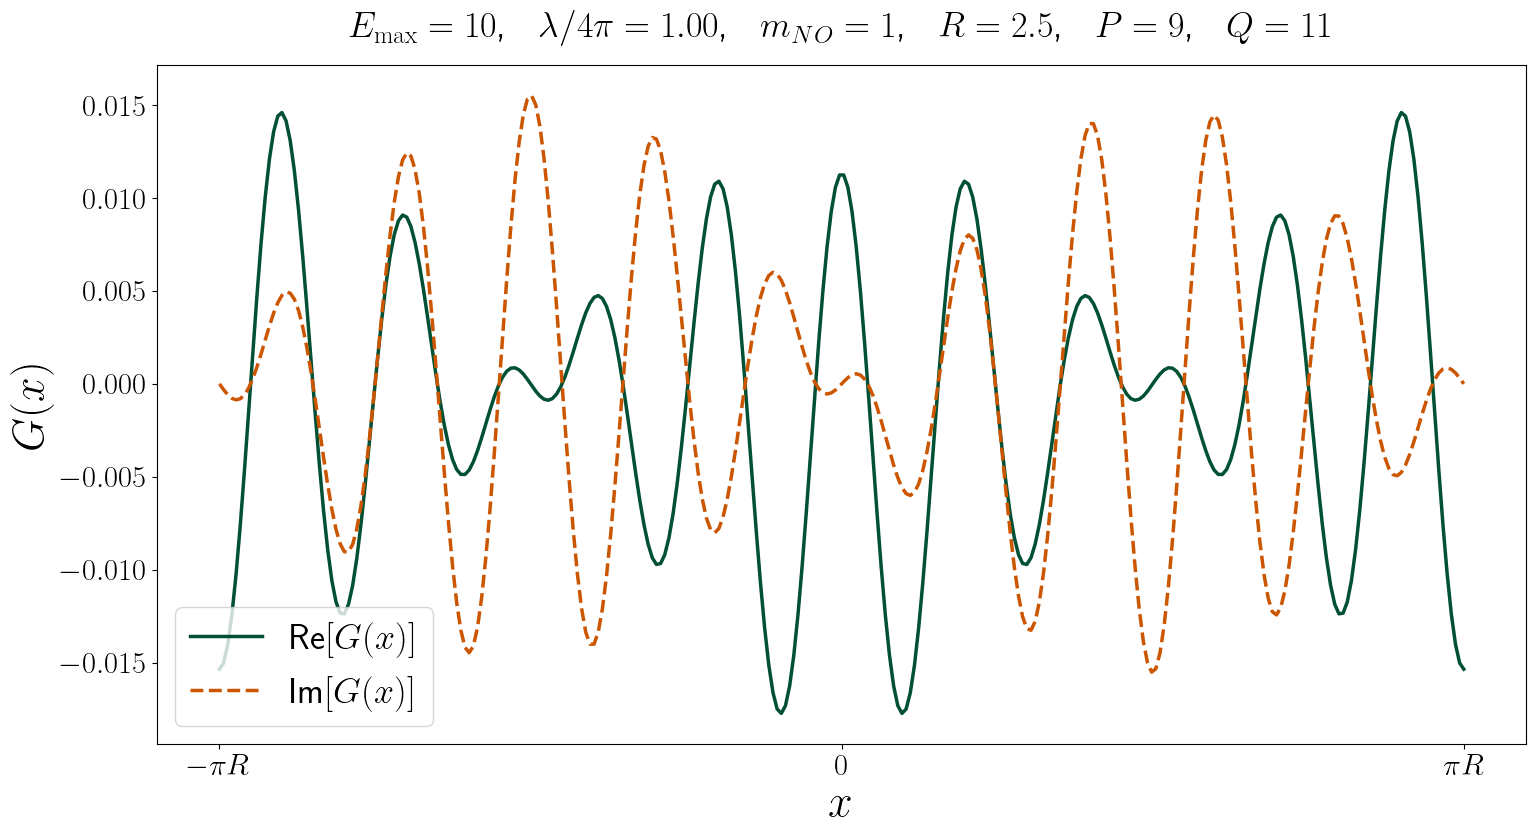 E_max = 10, λ/4π = 1.00, m_NO = 1, R = 2.5, P = 9, Q = 11
G(x)
0.015
0.010
0.005
0.000
−0.005
−0.010
−0.015
Re[G(x)]
Im[G(x)]
−πR 0 πR
x